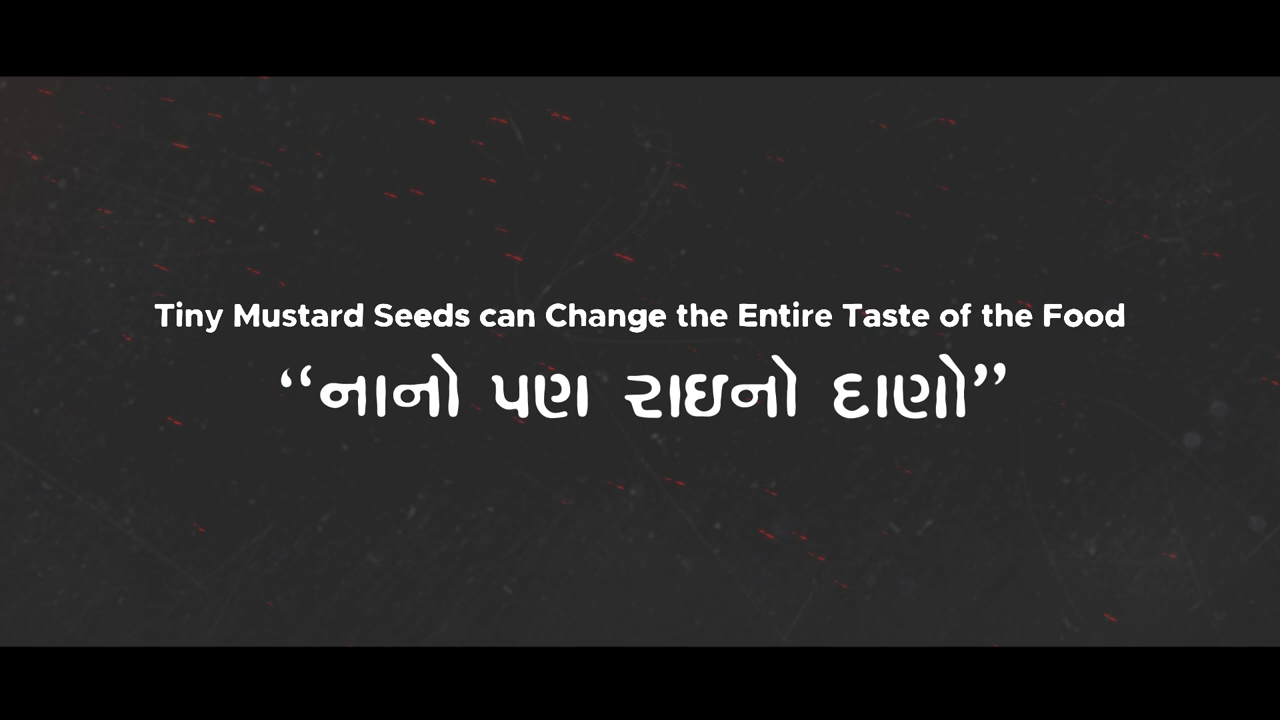 Tiny Mustard Seeds can Change the Entire Taste of the Food
“નાનો પણ રાઇનો દાણો”